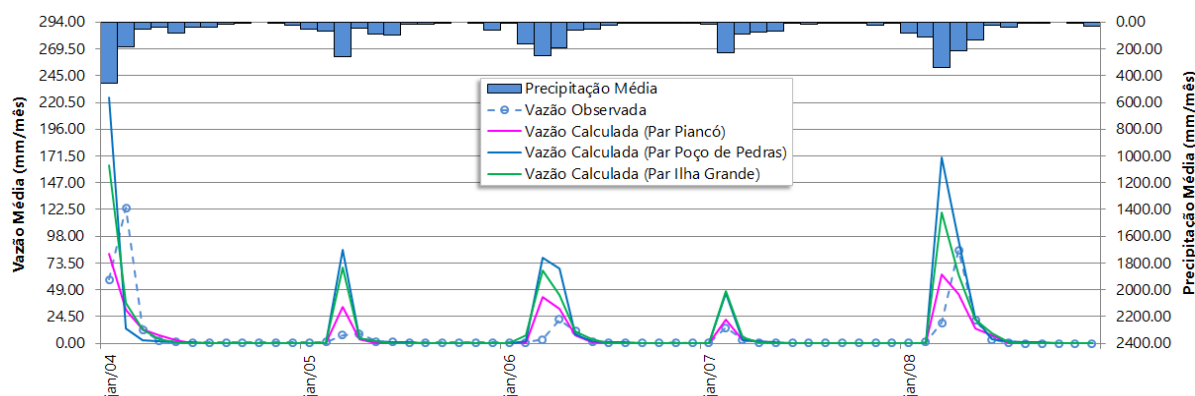 294.00
269.50
245.00
220.50
196.00
171.50
147.00
122.50
98.00
73.50
49.00
24.50
0.00
Vazão Média (mm/mês)
Precipitação Média
Vazão Observada
Vazão Calculada (Par Piancó)
Vazão Calculada (Par Poço de Pedras)
Vazão Calculada (Par Ilha Grande)
0.00
200.00
400.00
600.00
800.00
1000.00
1200.00
1400.00
1600.00
1800.00
2000.00
2200.00
2400.00
Precipitação Média (mm/mês)
jan/04
jan/05
jan/06
jan/07
jan/08